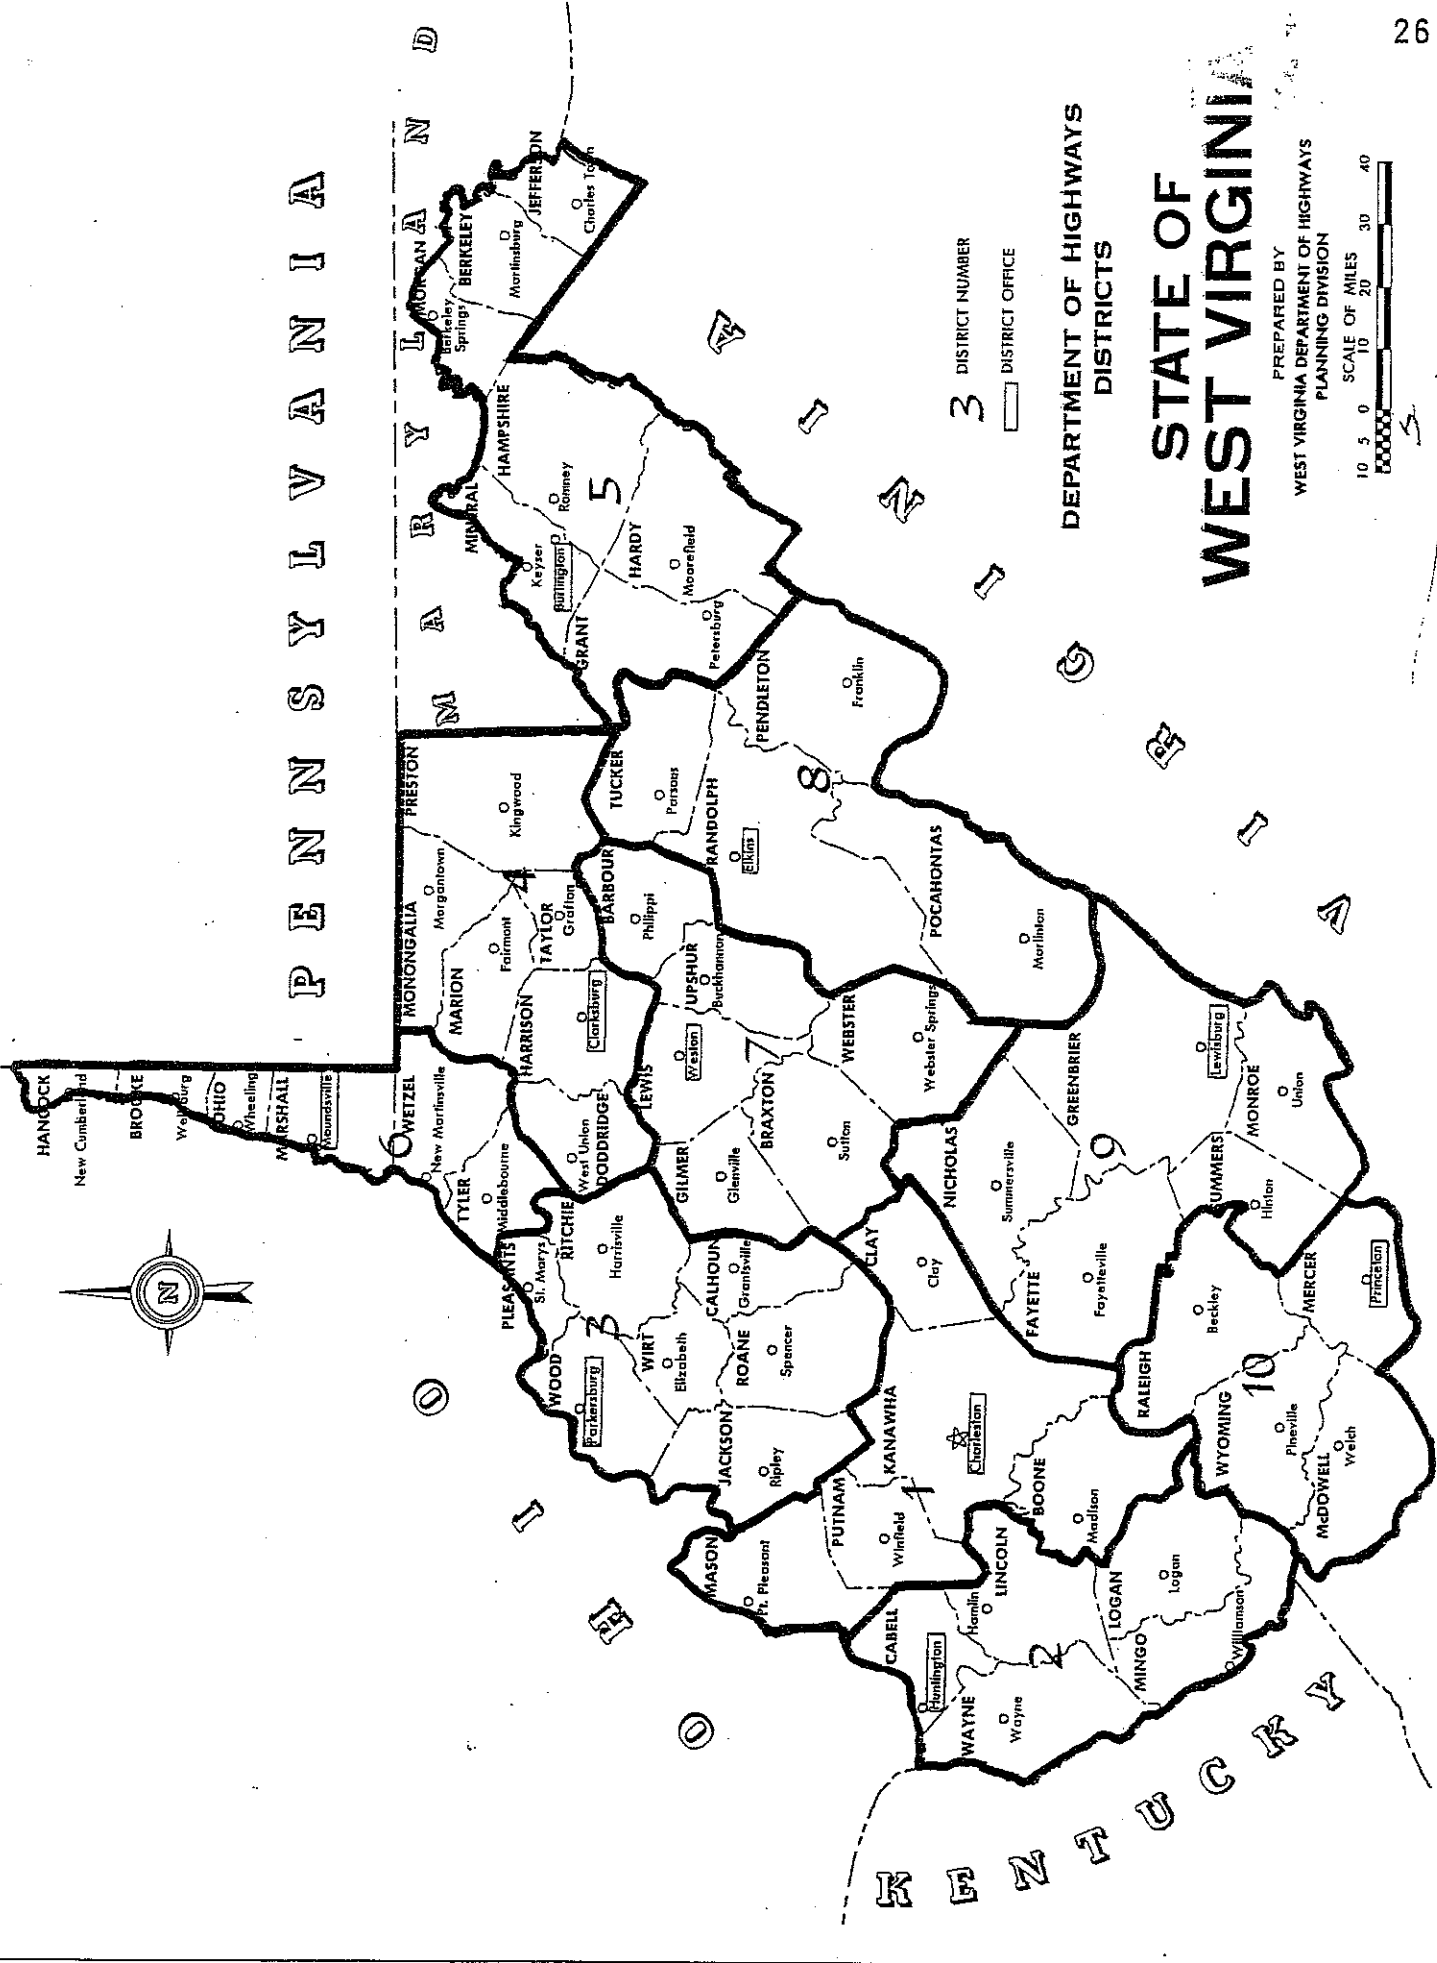 26
PENNSYLVANIA
MARYLAND
OHIO
KENTUCKY
VIRGINIA
N
HANCOCK
New Cumberland
BROOKE
OHIO
Wheeling
MARSHALL
Moundsville
6
WETZEL
New Martinsville
TYLER
Middlebourne
PLEASANTS
St. Marys
RITCHIE
Harrisville
WOOD
Parkersburg
3
WIRT
Elizabeth
CALHOUN
Grantsville
ROANE
Spencer
JACKSON
Ripley
MONONGALIA
Morgantown
PRESTON
Kingwood
MARION
Fairmont
4
TAYLOR
Grafton
HARRISON
Clarksburg
DODDRIDGE
West Union
MORGAN
Berkeley
Springs
BERKELEY
Martinsburg
JEFFERSON
Charles Town
MINERAL
Keyser
Burlington
HAMPSHIRE
Romney
5
HARDY
Moorefield
GRANT
Petersburg
TUCKER
Parsons
RANDOLPH
Elkins
PENDLETON
Franklin
8
POCAHONTAS
Marlinton
BARBOUR
Philippi
UPSHUR
Buckhannon
LEWIS
Weston
7
GILMER
Glenville
BRAXTON
Sutton
WEBSTER
Webster Springs
MASON
Pt. Pleasant
PUTNAM
Winfield
1
KANAWHA
Charleston
CLAY
Clay
BOONE
Madison
CABELL
Huntington
LINCOLN
Hamlin
WAYNE
Wayne
2
LOGAN
Logan
MINGO
Williamson
NICHOLAS
Summersville
GREENBRIER
Lewisburg
9
FAYETTE
Fayetteville
SUMMERS
Hinton
MONROE
Union
RALEIGH
Beckley
MERCER
Princeton
10
WYOMING
Pineville
McDOWELL
Welch
3 DISTRICT NUMBER
DISTRICT OFFICE
DEPARTMENT OF HIGHWAYS
DISTRICTS
STATE OF
WEST VIRGINIA
PREPARED BY
WEST VIRGINIA DEPARTMENT OF HIGHWAYS
PLANNING DIVISION
SCALE OF MILES
10 5 0 10 20 30 40